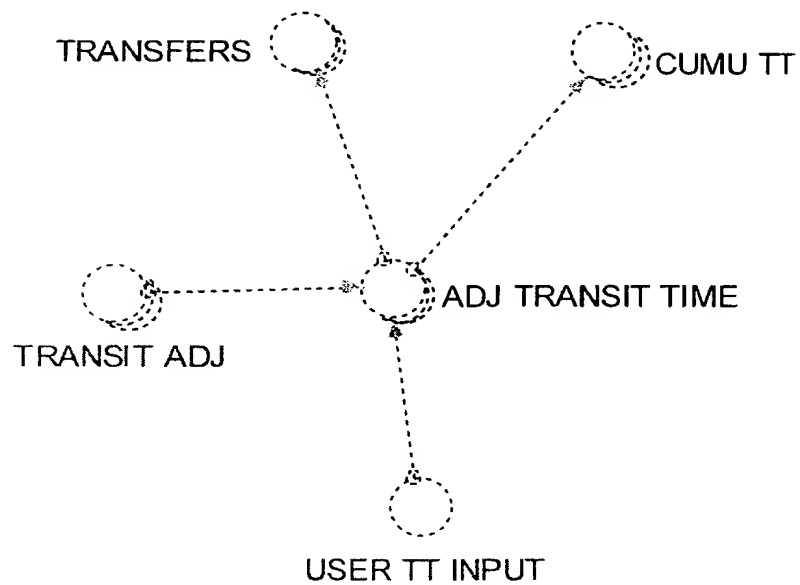 TRANSFERS
CUMU TT
ADJ TRANSIT TIME
TRANSIT ADJ
USER TT INPUT